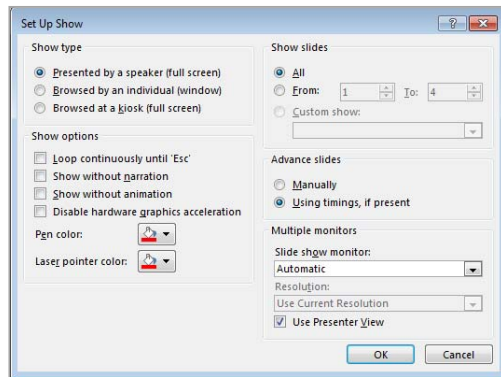 Set Up Show
Show type
Presented by a speaker (full screen)
Browsed by an individual (window)
Browsed at a kiosk (full screen)
Show options
Loop continuously until 'Esc'
Show without narration
Show without animation
Disable hardware graphics acceleration
Pen color:
Laser pointer color:
Show slides
All
From: 1 To: 4
Custom show:
Advance slides
Manually
Using timings, if present
Multiple monitors
Slide show monitor:
Automatic
Resolution:
Use Current Resolution
Use Presenter View
OK Cancel